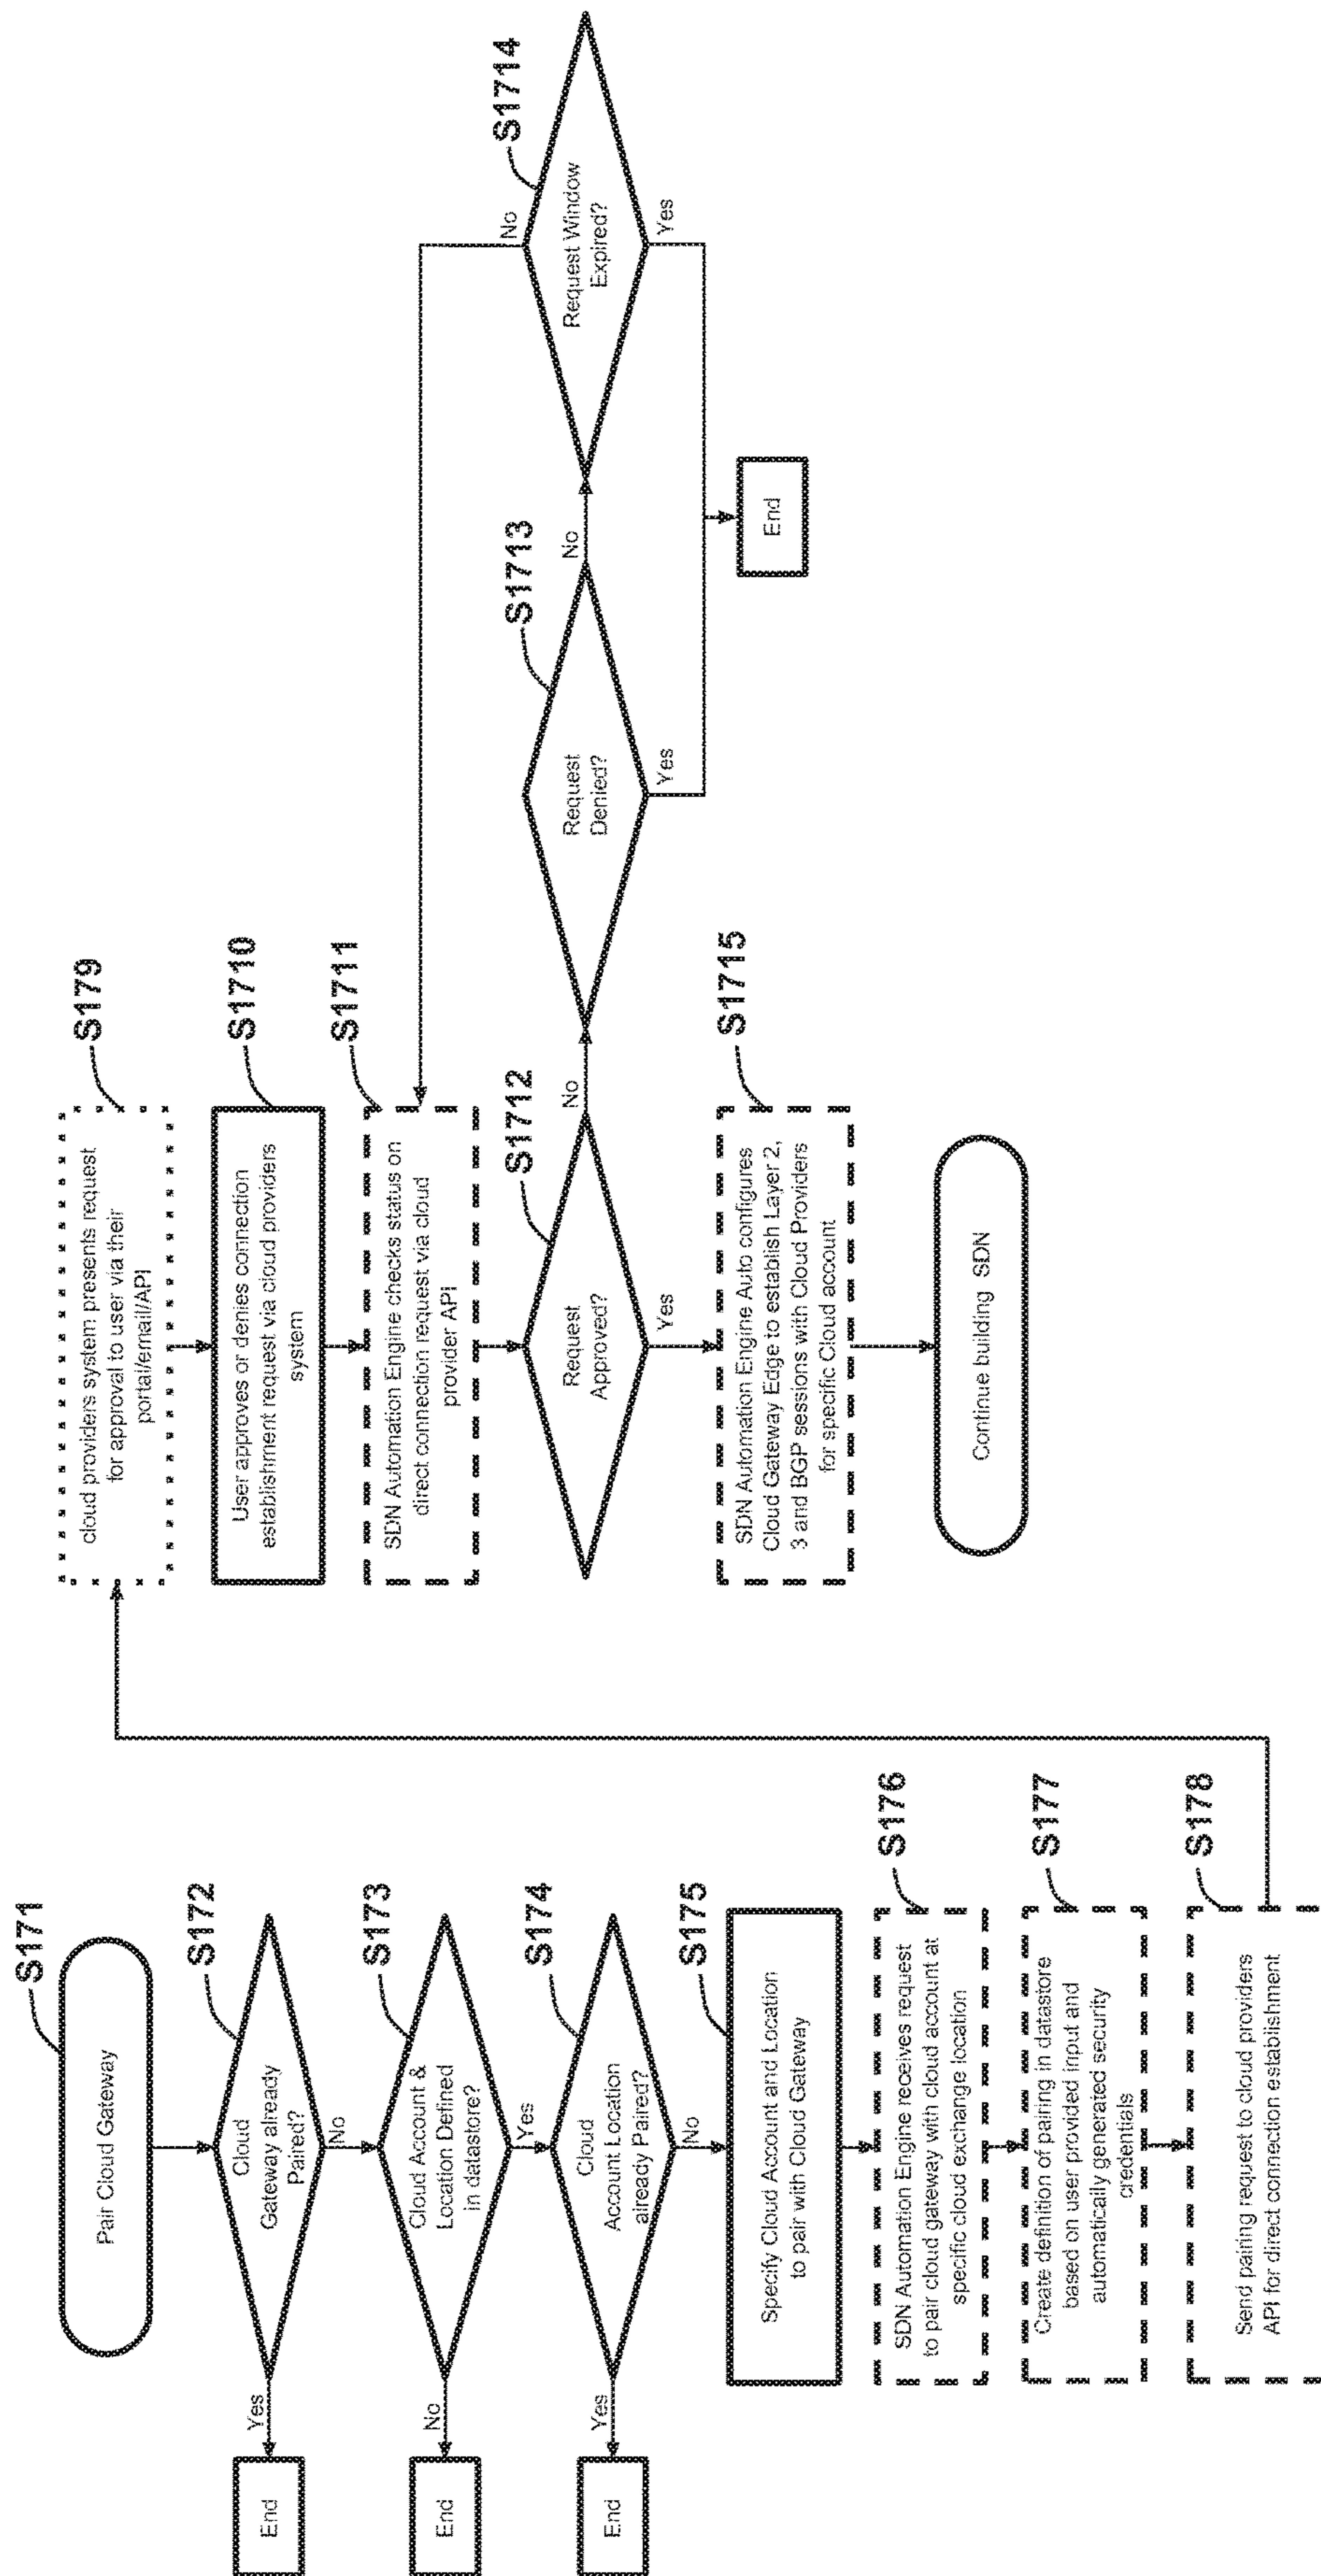 S171
Pair Cloud Gateway
S172
Cloud
Gateway already
Paired?
Yes
End
No
S173
Cloud Account &
Location Defined
in datastore?
No
End
Yes
S174
Cloud
Account Location
already Paired?
Yes
End
No
S175
Specify Cloud Account and Location
to pair with Cloud Gateway
S176
SDN Automation Engine receives request
to pair cloud gateway with cloud account at
specific cloud exchange location
S177
Create definition of pairing in datastore
based on user provided input and
automatically generated security
credentials
S178
Send pairing request to cloud providers
API for direct connection establishment
S179
cloud providers system presents request
for approval to user via their
portal/email/API
S1710
User approves or denies connection
establishment request via cloud providers
system
S1711
SDN Automation Engine checks status on
direct connection request via cloud
provider API
S1712
Request
Approved?
No
Yes
S1713
Request
Denied?
No
Yes
S1714
Request Window
Expired?
No
Yes
End
S1715
SDN Automation Engine Auto configures
Cloud Gateway Edge to establish Layer 2,
3 and BGP sessions with Cloud Providers
for specific Cloud account
Continue building SDN